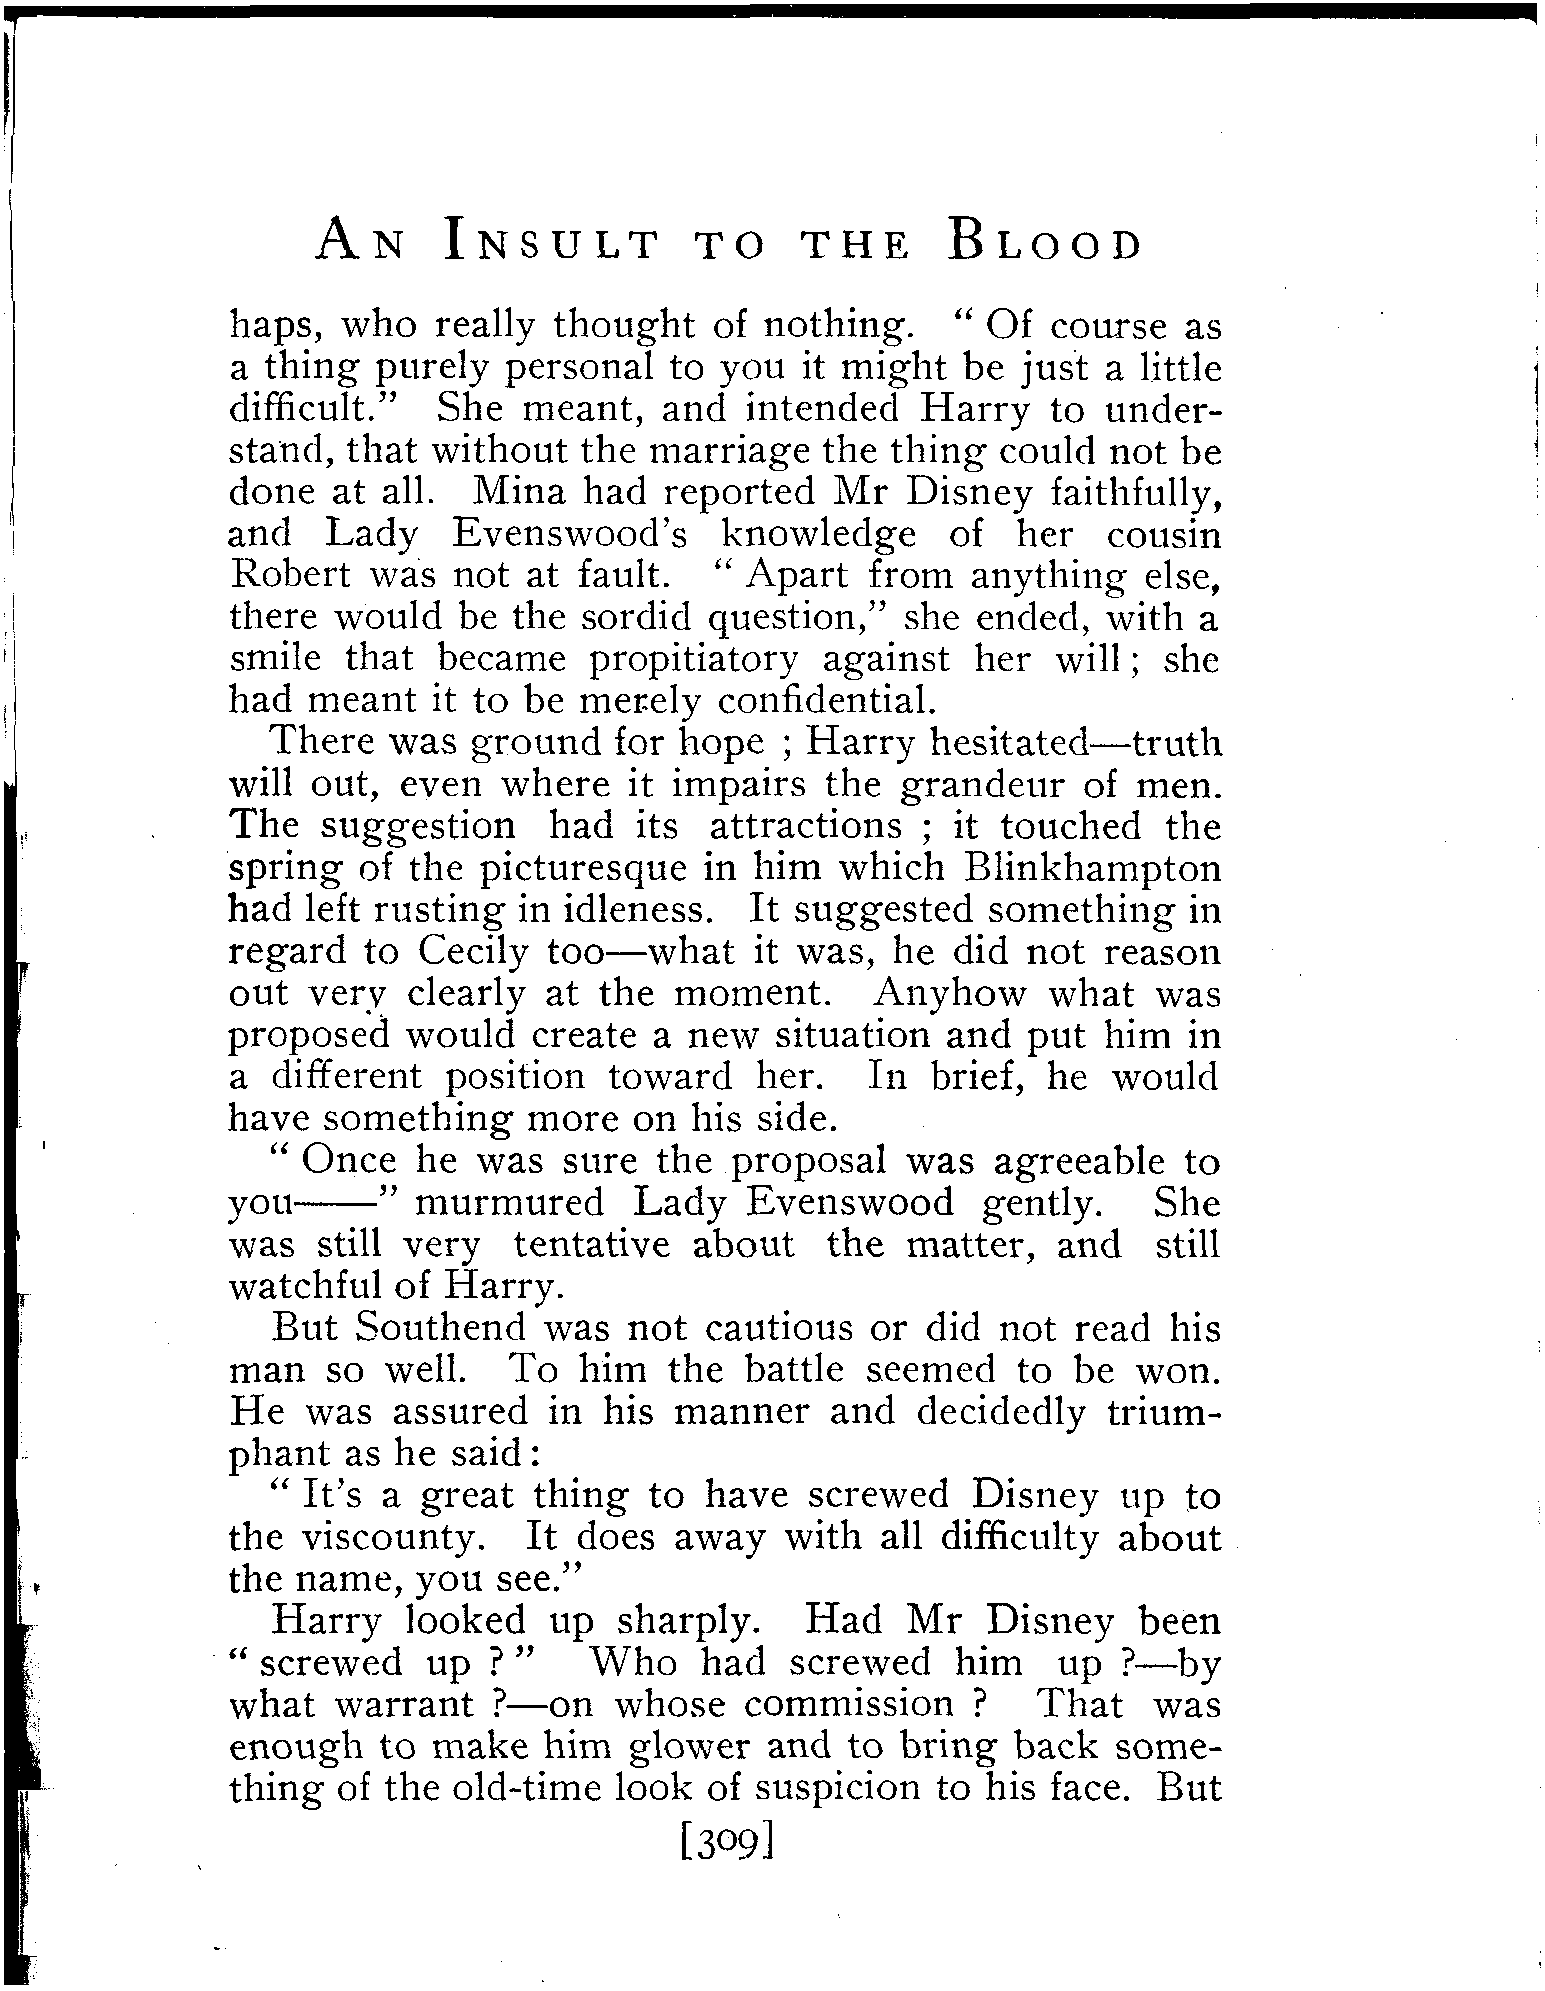 An Insult to the Blood
haps, who really thought of nothing. “ Of course as
a thing purely personal to you it might be just a little
difficult.” She meant, and intended Harry to under-
stand, that without the marriage the thing could not be
done at all. Mina had reported Mr Disney faithfully,
and Lady Evenswood's knowledge of her cousin
Robert was not at fault. “ Apart from anything else,
there would be the sordid question,” she ended, with a
smile that became propitiatory against her will; she
had meant it to be merely confidential.
There was ground for hope ; Harry hesitated—truth
will out, even where it impairs the grandeur of men.
The suggestion had its attractions ; it touched the
spring of the picturesque in him which Blinkhampton
had left rusting in idleness. It suggested something in
regard to Cecily too—what it was, he did not reason
out very clearly at the moment. Anyhow what was
proposed would create a new situation and put him in
a different position toward her. In brief, he would
have something more on his side.
“ Once he was sure the proposal was agreeable to
you——” murmured Lady Evenswood gently. She
was still very tentative about the matter, and still
watchful of Harry.
But Southend was not cautious or did not read his
man so well. To him the battle seemed to be won.
He was assured in his manner and decidedly trium-
phant as he said:
“ It's a great thing to have screwed Disney up to
the viscounty. It does away with all difficulty about
the name, you see.”
Harry looked up sharply. Had Mr Disney been
“ screwed up ? ” Who had screwed him up ?—by
what warrant ?—on whose commission ? That was
enough to make him glower and to bring back some-
thing of the old-time look of suspicion to his face. But
[309]